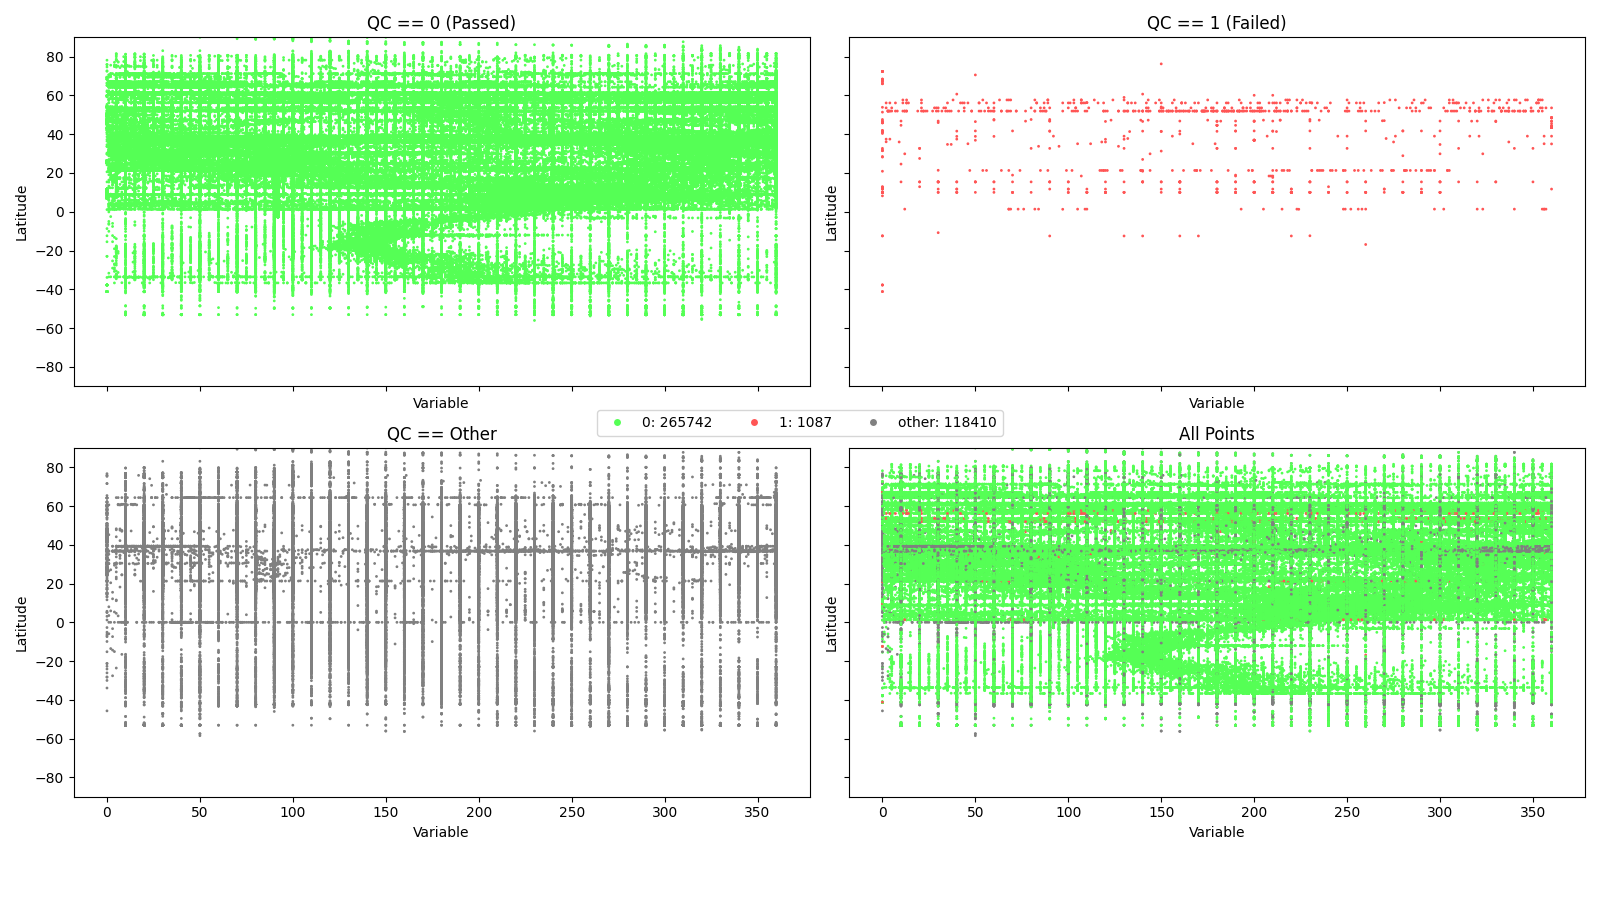 QC == 0 (Passed)
80
60
40
20
0
−20
−40
−60
−80
Latitude
Variable
QC == 1 (Failed)
Latitude
Variable
0: 265742
1: 1087
other: 118410
QC == Other
80
60
40
20
0
−20
−40
−60
−80
Latitude
0 50 100 150 200 250 300 350
Variable
All Points
Latitude
0 50 100 150 200 250 300 350
Variable